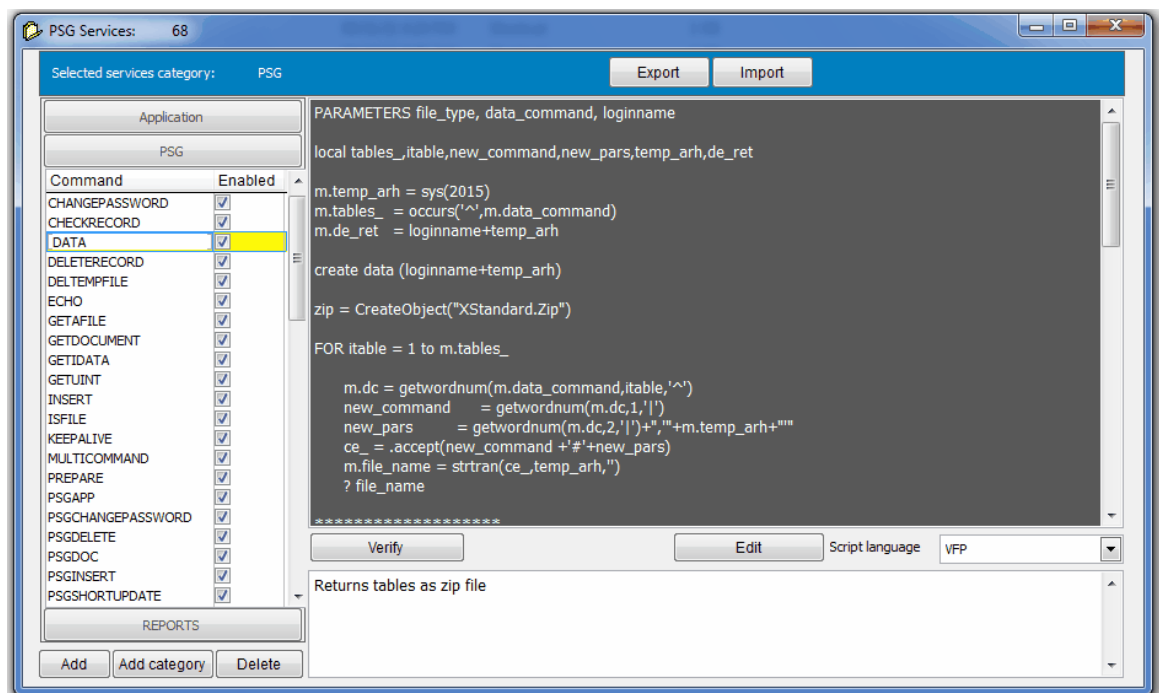 PSG Services: 68
Selected services category: PSG
Export Import
Application
PSG
Command Enabled
CHANGEPASSWORD
CHECKRECORD
DATA
DELETERECORD
DELTEMPFILE
ECHO
GETAFILE
GETDOCUMENT
GETIDATA
GETUINT
INSERT
ISFILE
KEEPALIVE
MULTICOMMAND
PREPARE
PSGAPP
PSGCHANGEPASSWORD
PSGDELETE
PSGDOC
PSGINSERT
PSGSHORTUPDATE
REPORTS
Add Add category Delete
PARAMETERS file_type, data_command, loginname
local tables_,itable,new_command,new_pars,temp_arh,de_ret
m.temp_arh = sys(2015)
m.tables_ = occurs('^',m.data_command)
m.de_ret = loginname+temp_arh
create data (loginname+temp_arh)
zip = CreateObject("XStandard.Zip")
FOR itable = 1 to m.tables_
m.dc = getwordnum(m.data_command,itable,'^')
new_command = getwordnum(m.dc,1,'|')
new_pars = getwordnum(m.dc,2,'|')+",'"+m.temp_arh+"'"
ce_ = .accept(new_command +'#'+new_pars)
m.file_name = strtran(ce_,temp_arh,'')
? file_name
*******************
Verify Edit Script language VFP
Returns tables as zip file